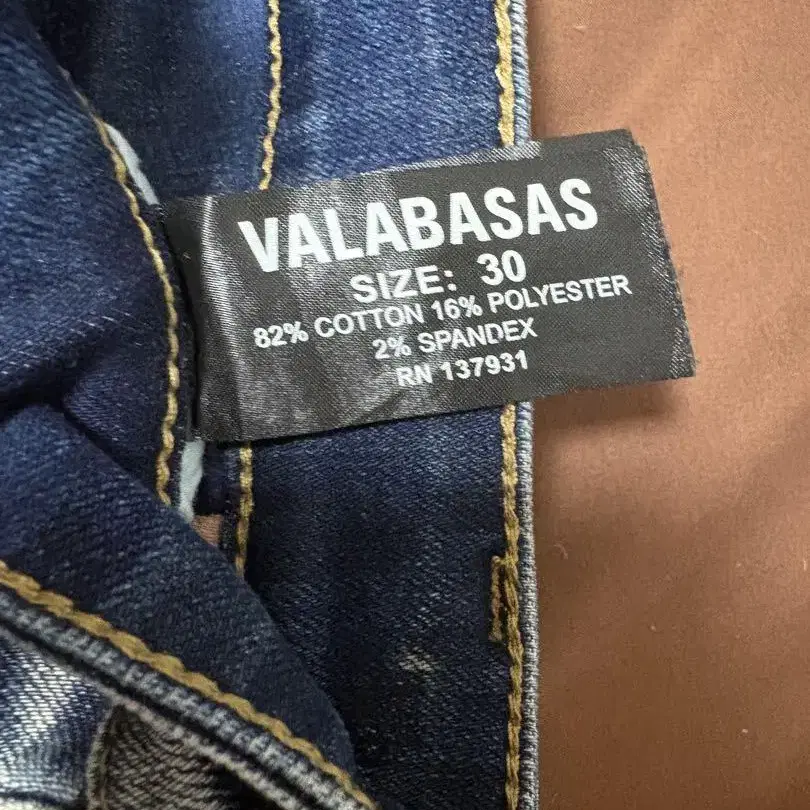 VALABASAS
SIZE: 30
82% COTTON 16% POLYESTER
2% SPANDEX
RN 137931